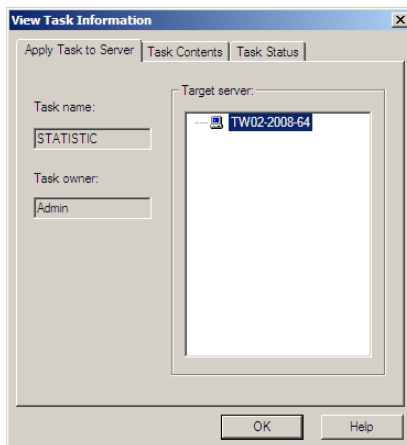 View Task Information
Apply Task to Server Task Contents Task Status
Task name:
STATISTIC
Task owner:
Admin
Target server:
TW02-2008-64
OK Help